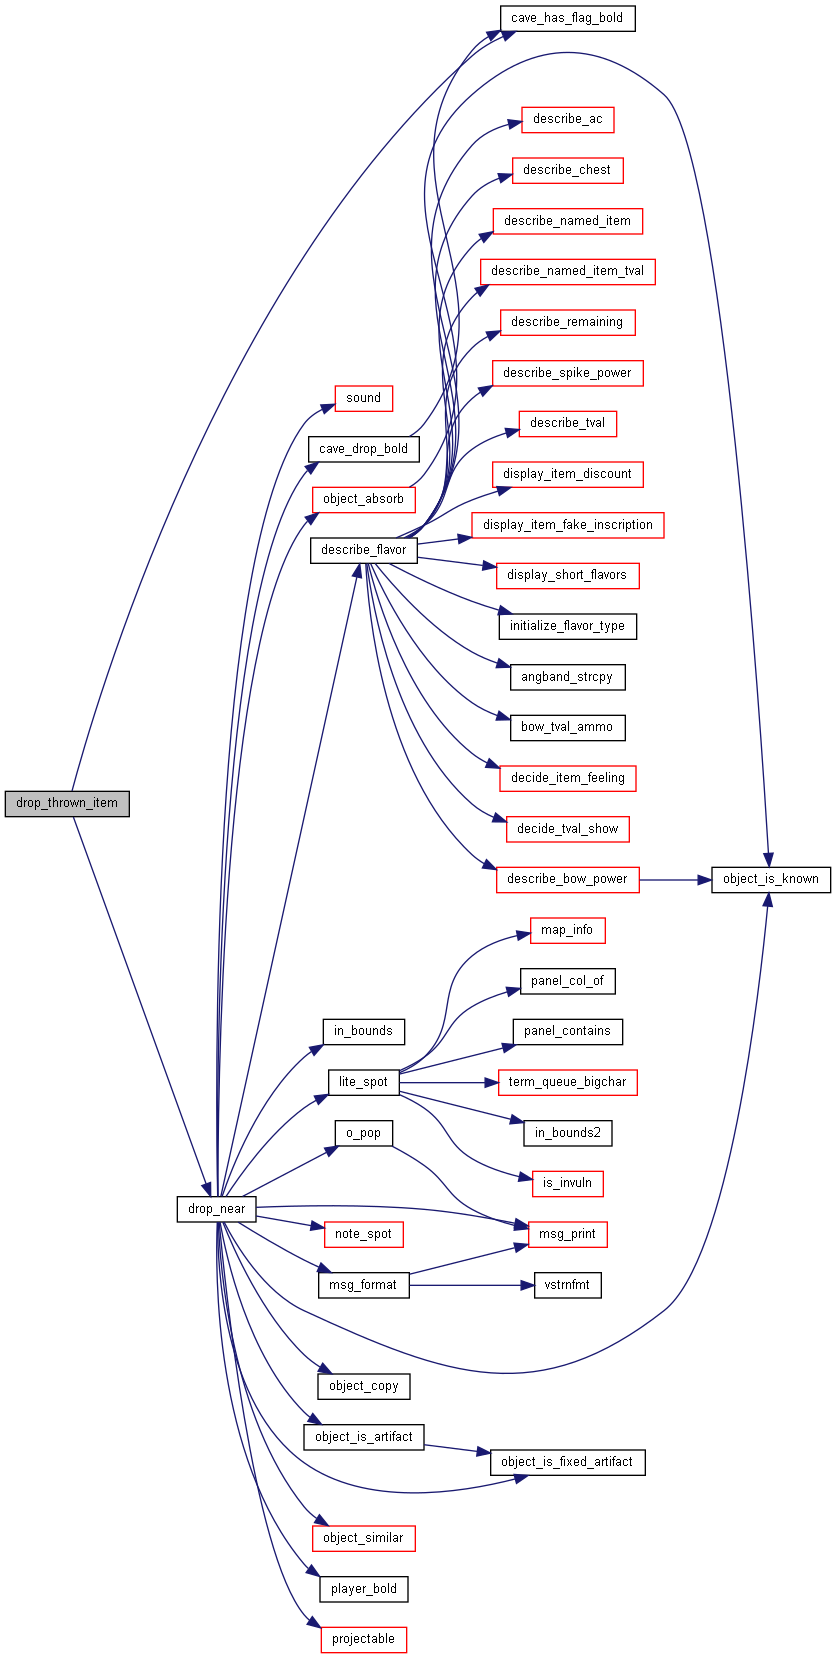 cave_has_flag_bold
describe_ac
describe_chest
describe_named_item
describe_named_item_tval
describe_remaining
describe_spike_power
sound
describe_tval
cave_drop_bold
display_item_discount
object_absorb
display_item_fake_inscription
describe_flavor
display_short_flavors
initialize_flavor_type
angband_strcpy
bow_tval_ammo
decide_item_feeling
drop_thrown_item
decide_tval_show
describe_bow_power
object_is_known
map_info
panel_col_of
in_bounds
panel_contains
lite_spot
term_queue_bigchar
o_pop
in_bounds2
is_invuln
drop_near
note_spot
msg_print
msg_format
vstrnfmt
object_copy
object_is_artifact
object_is_fixed_artifact
object_similar
player_bold
projectable